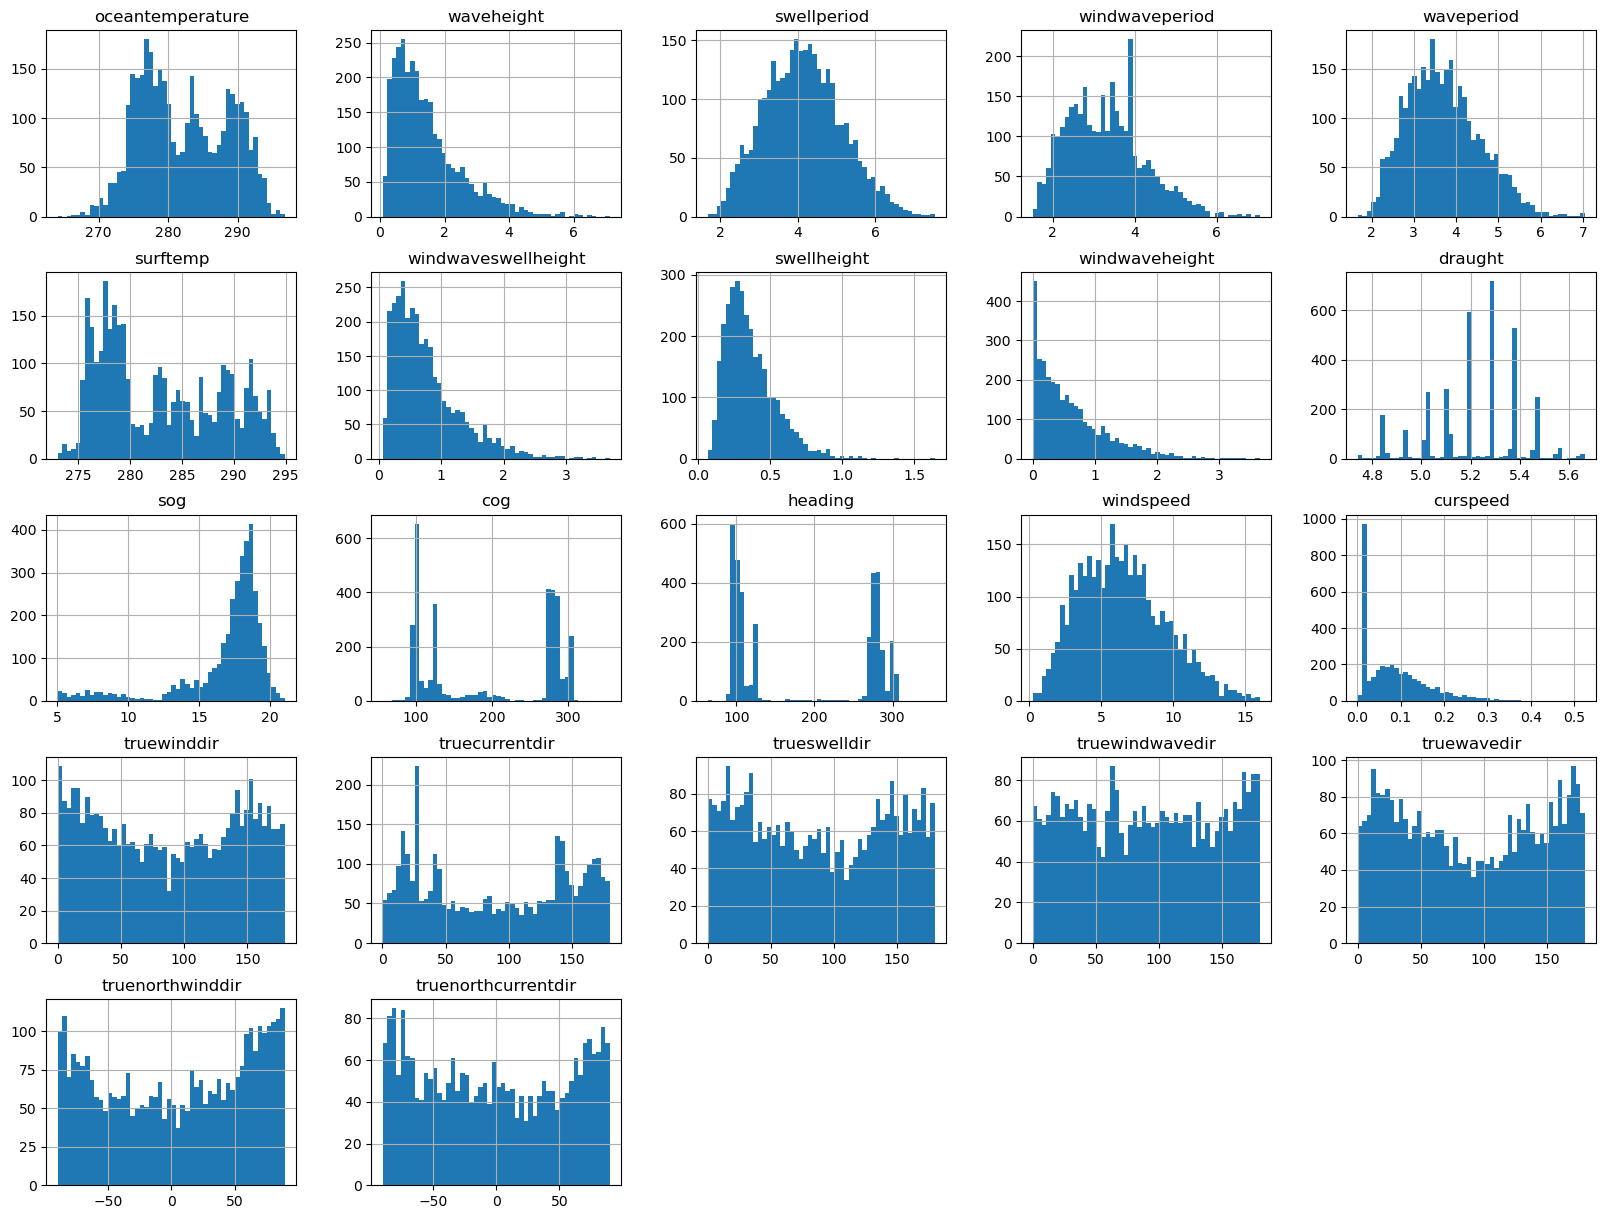 oceantemperature waveheight swellperiod windwaveperiod waveperiod
150 100 50 0
270 280 290
250 200 150 100 50 0
0 2 4 6
150 100 50 0
2 4 6
200 150 100 50 0
2 4 6
150 100 50 0
2 3 4 5 6 7
surftemp windwaveswellheight swellheight windwaveheight draught
150 100 50 0
275 280 285 290 295
250 200 150 100 50 0
0 1 2 3
300 200 100 0
0.0 0.5 1.0 1.5
400 300 200 100 0
0 1 2 3
600 400 200 0
4.8 5.0 5.2 5.4 5.6
sog cog heading windspeed curspeed
400 300 200 100 0
5 10 15 20
600 400 200 0
100 200 300
600 400 200 0
100 200 300
150 100 50 0
0 5 10 15
1000 800 600 400 200 0
0.0 0.1 0.2 0.3 0.4 0.5
truewinddir truecurrentdir trueswelldir truewindwavedir truewavedir
100 80 60 40 20 0
0 50 100 150
200 150 100 50 0
0 50 100 150
80 60 40 20 0
0 50 100 150
80 60 40 20 0
0 50 100 150
100 80 60 40 20 0
0 50 100 150
truenorthwinddir truenorthcurrentdir
100 75 50 25 0
−50 0 50
80 60 40 20 0
−50 0 50